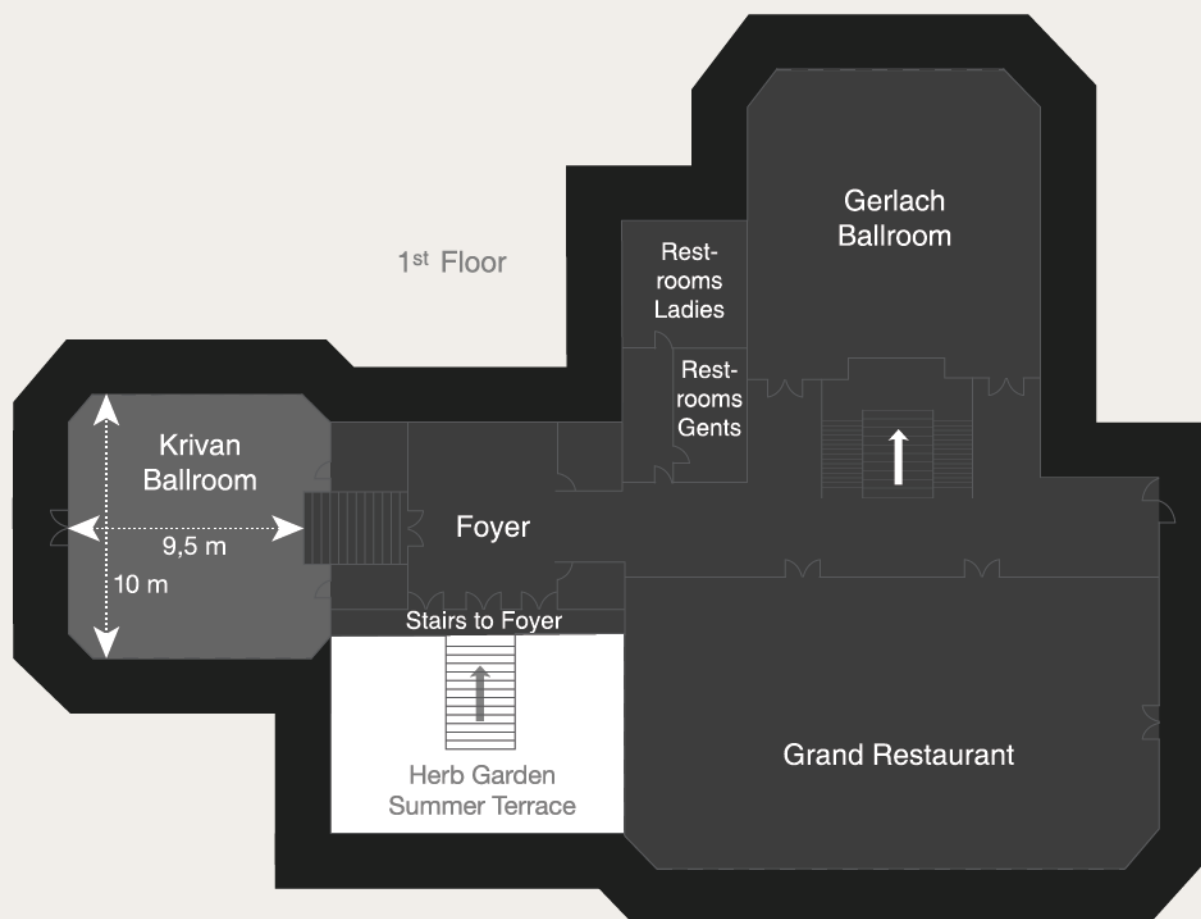 Gerlach
Ballroom
1st Floor
Rest-
rooms
Ladies
Rest-
rooms
Gents
Krivan
Ballroom
9,5 m
10 m
Foyer
Stairs to Foyer
Herb Garden
Summer Terrace
Grand Restaurant